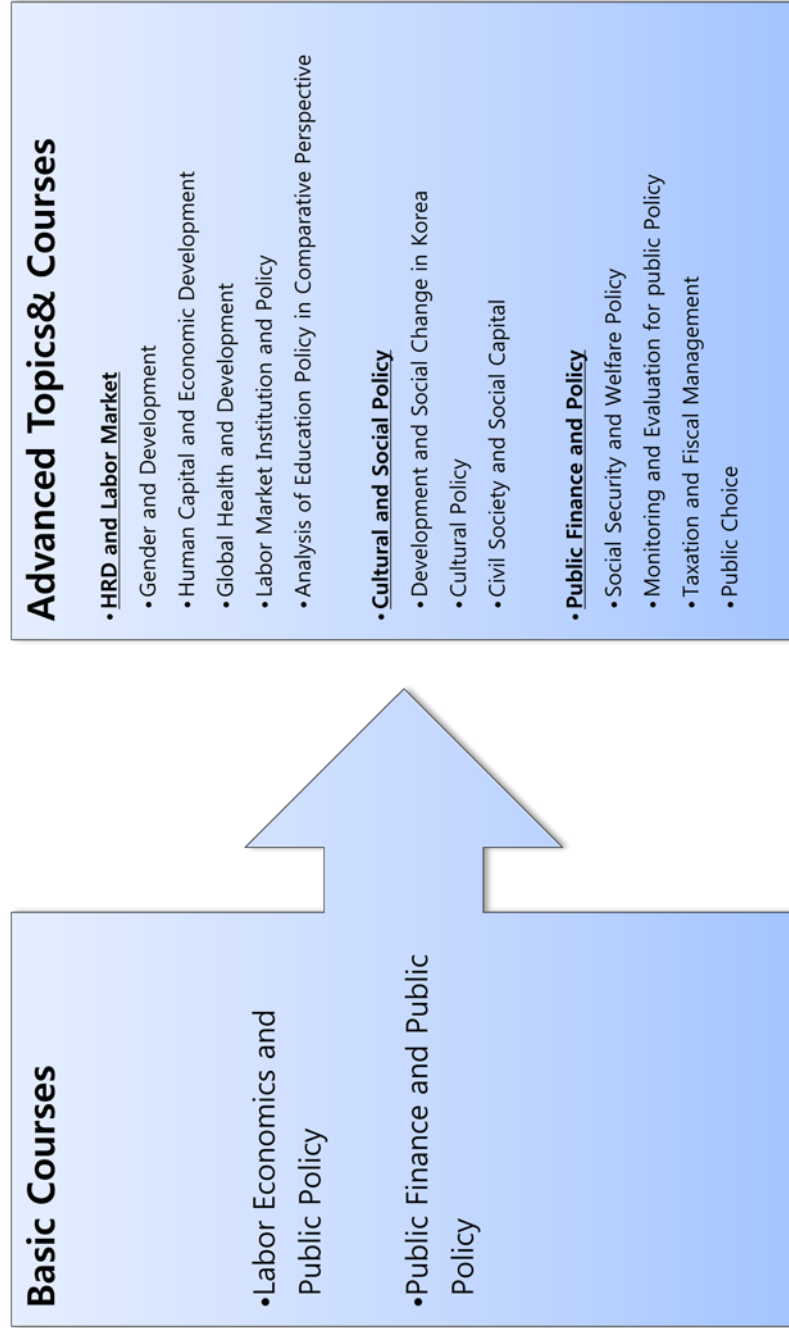 Basic Courses
•Labor Economics and
Public Policy
•Public Finance and Public
Policy
Advanced Topics& Courses
•HRD and Labor Market
•Gender and Development
•Human Capital and Economic Development
•Global Health and Development
•Labor Market Institution and Policy
•Analysis of Education Policy in Comparative Perspective
•Cultural and Social Policy
•Development and Social Change in Korea
•Cultural Policy
•Civil Society and Social Capital
•Public Finance and Policy
•Social Security and Welfare Policy
•Monitoring and Evaluation for public Policy
•Taxation and Fiscal Management
•Public Choice